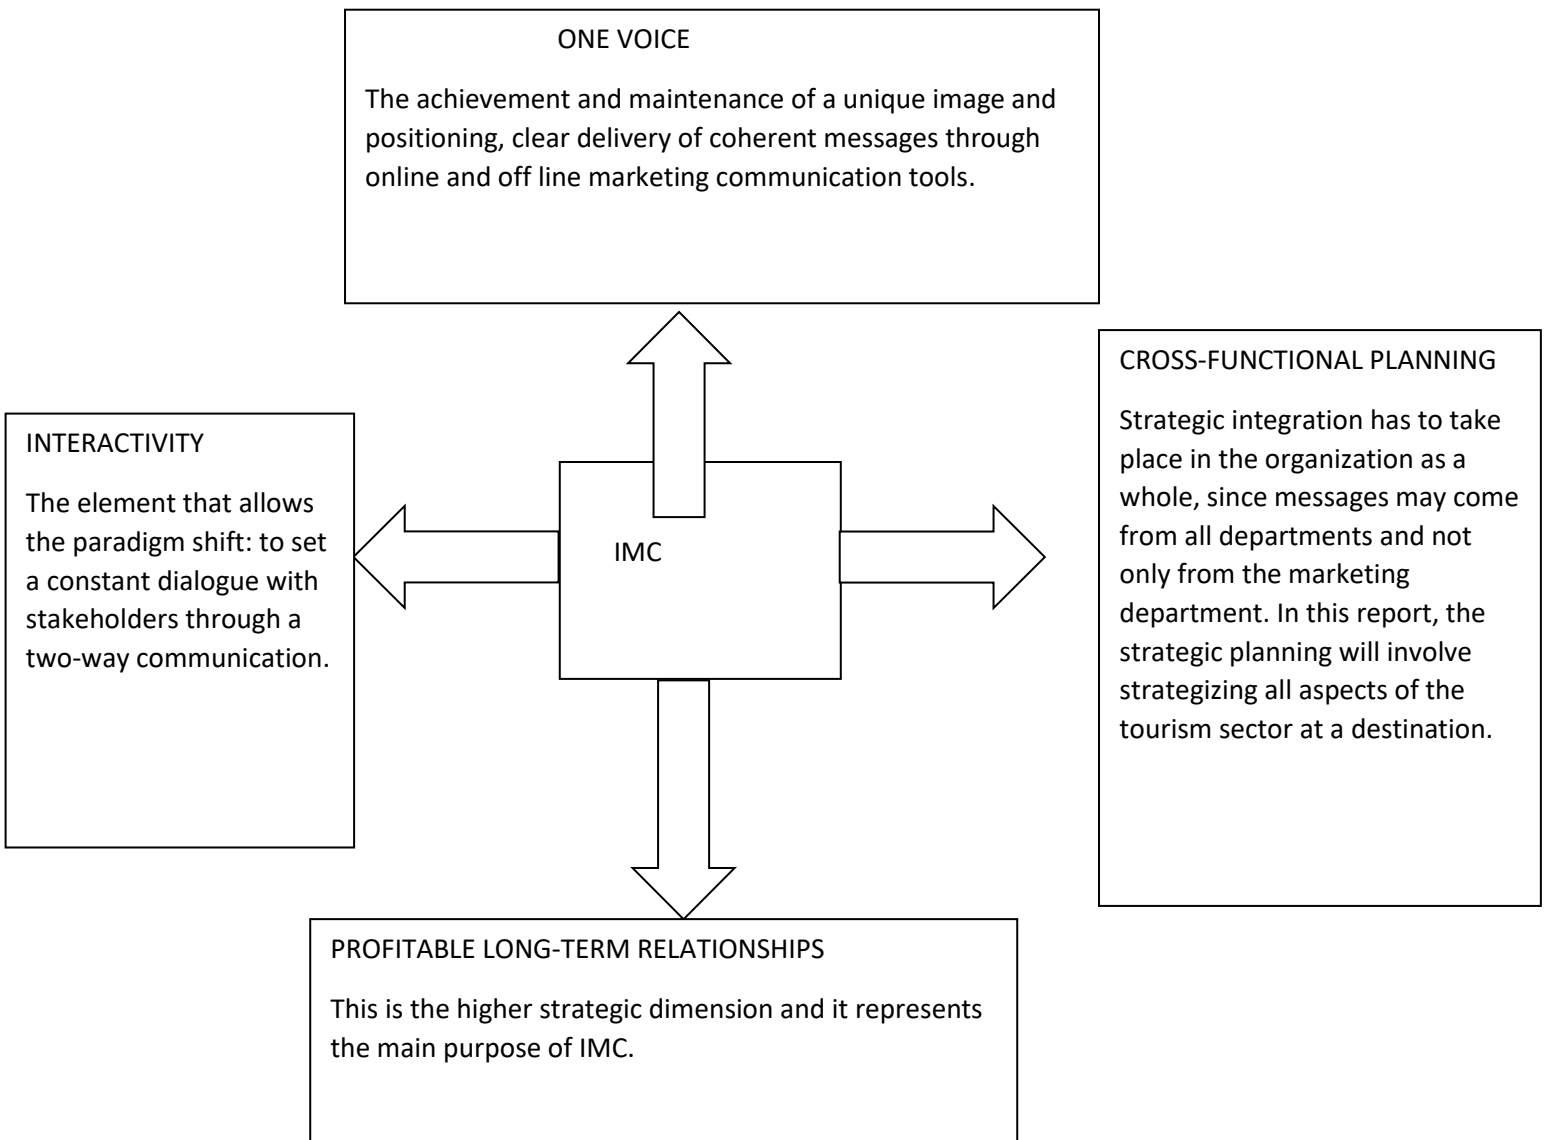 ONE VOICE
The achievement and maintenance of a unique image and
positioning, clear delivery of coherent messages through
online and off line marketing communication tools.
CROSS-FUNCTIONAL PLANNING
Strategic integration has to take
place in the organization as a
whole, since messages may come
from all departments and not
only from the marketing
department. In this report, the
strategic planning will involve
strategizing all aspects of the
tourism sector at a destination.
INTERACTIVITY
The element that allows
the paradigm shift: to set
a constant dialogue with
stakeholders through a
two-way communication.
IMC
PROFITABLE LONG-TERM RELATIONSHIPS
This is the higher strategic dimension and it represents
the main purpose of IMC.